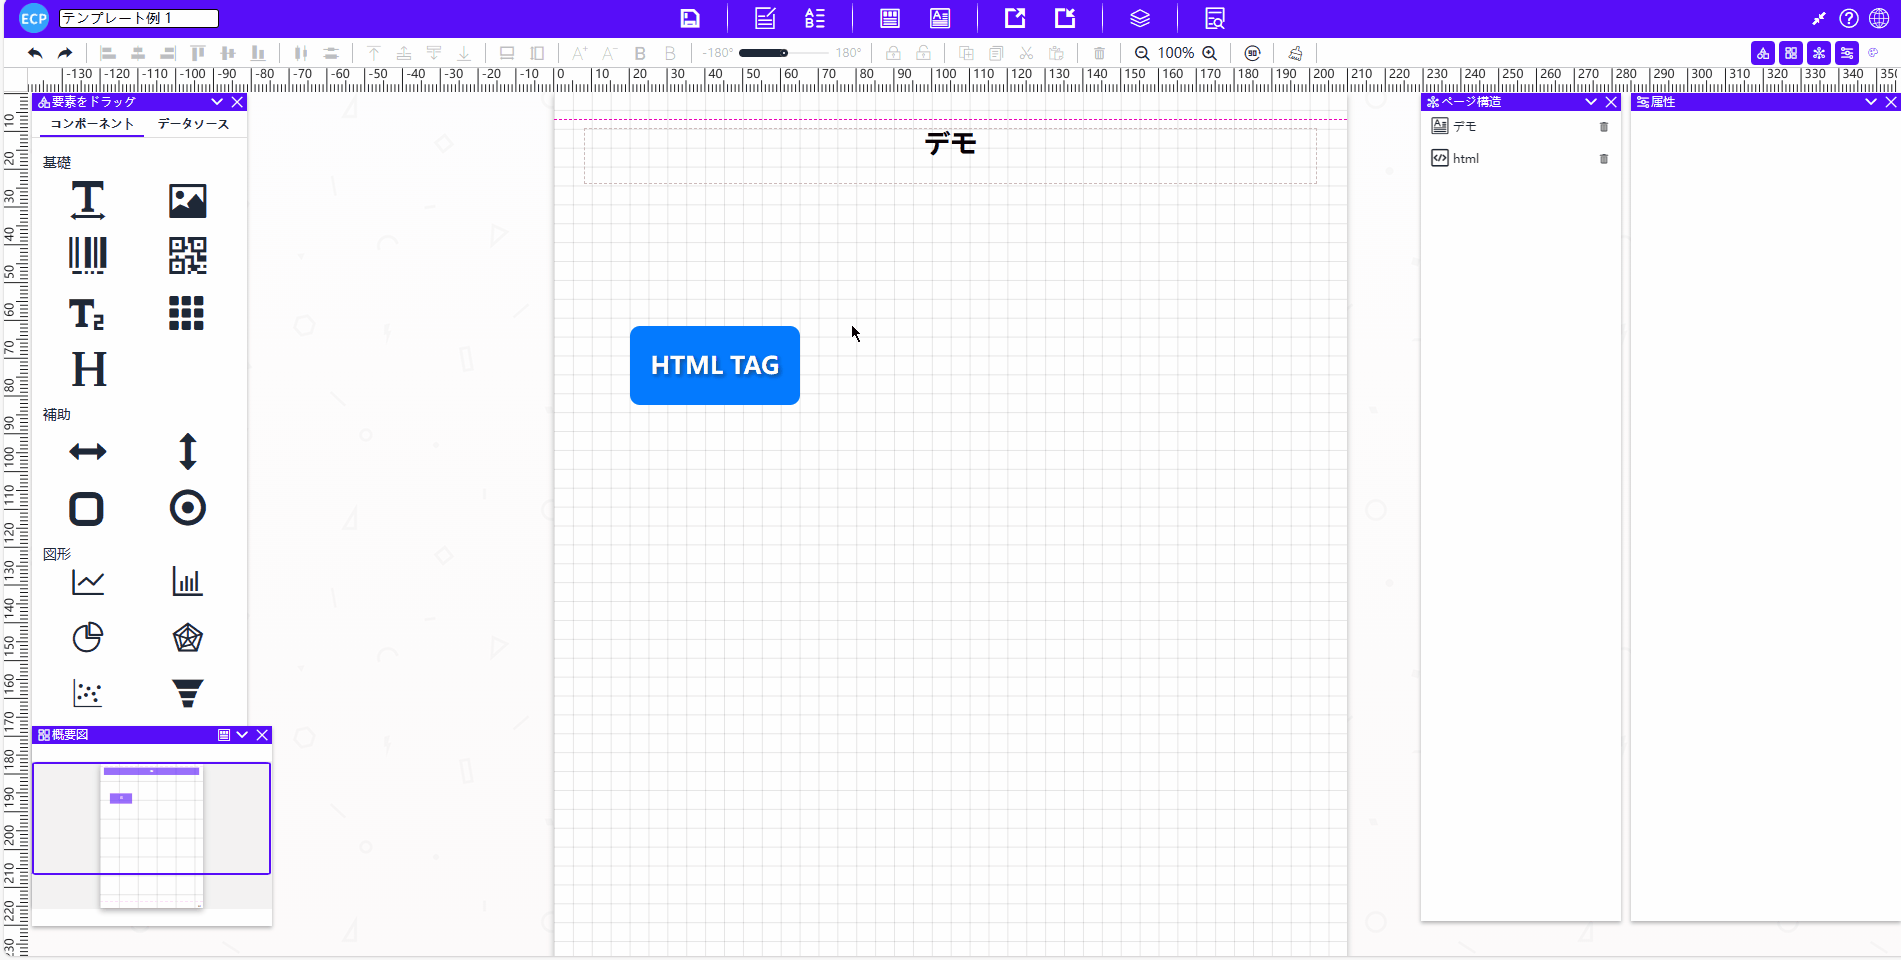 ECP テンプレート例 1
-180° 180° 100%
-130 -120 -110 -100 -90 -80 -70 -60 -50 -40 -30 -20 -10 0 10 20 30 40 50 60 70 80 90 100 110 120 130 140 150 160 170 180 190 200 210 220 230 240 250 260 270 280 290 300 310 320 330 340 350
10 20 30 40 50 60 70 80 90 100 110 120 130 140 150 160 170 180 190 200 210 220 230
要素をドラッグ
コンポーネント データソース
基礎
補助
図形
概要図
デモ
HTML TAG
ページ構造
デモ
html
属性